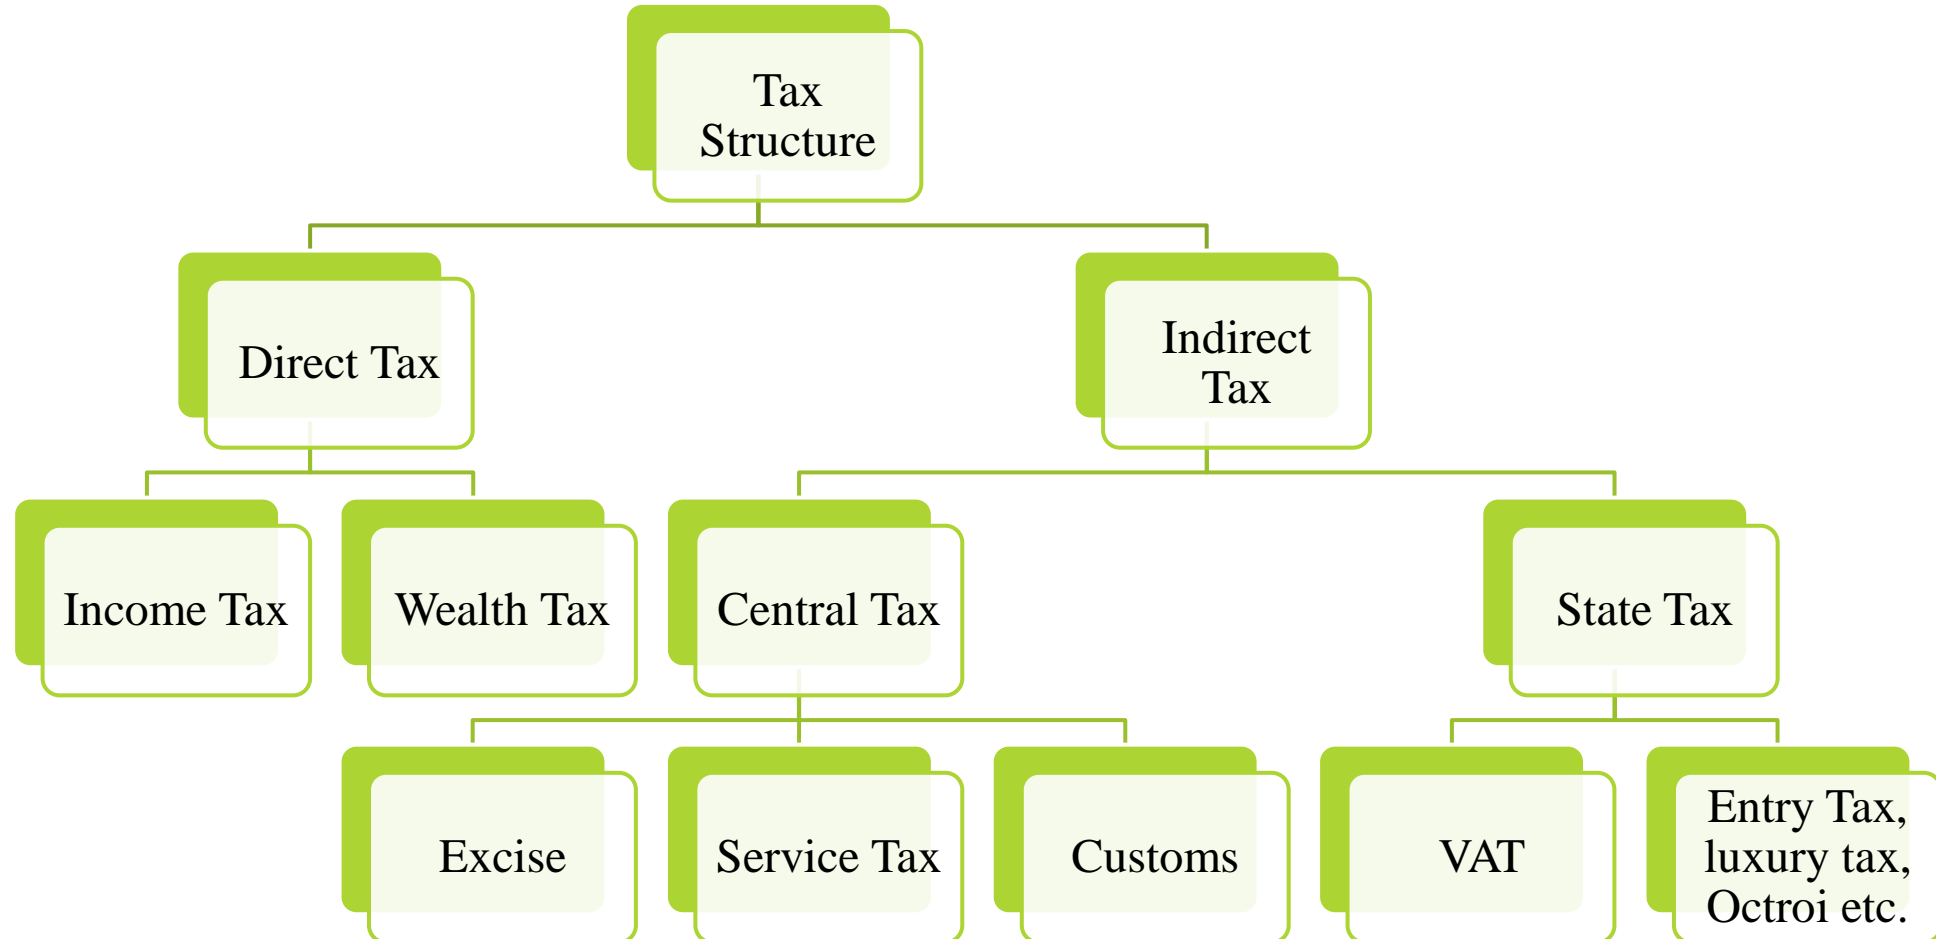 Tax
Structure
Direct Tax
Indirect
Tax
Income Tax
Wealth Tax
Central Tax
State Tax
Excise
Service Tax
Customs
VAT
Entry Tax,
luxury tax,
Octroi etc.